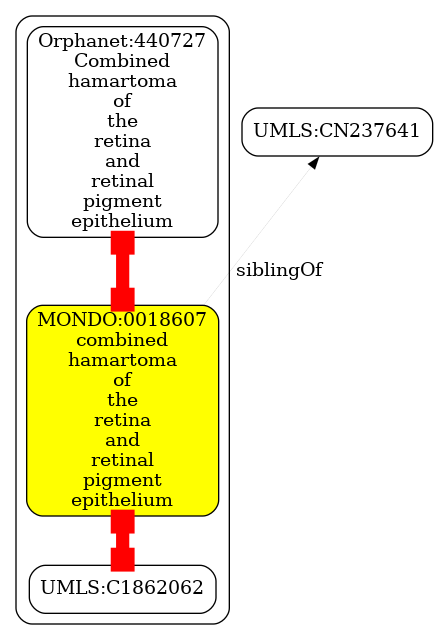 Orphanet:440727
Combined
hamartoma
of
the
retina
and
retinal
pigment
epithelium
UMLS:CN237641
siblingOf
MONDO:0018607
combined
hamartoma
of
the
retina
and
retinal
pigment
epithelium
UMLS:C1862062